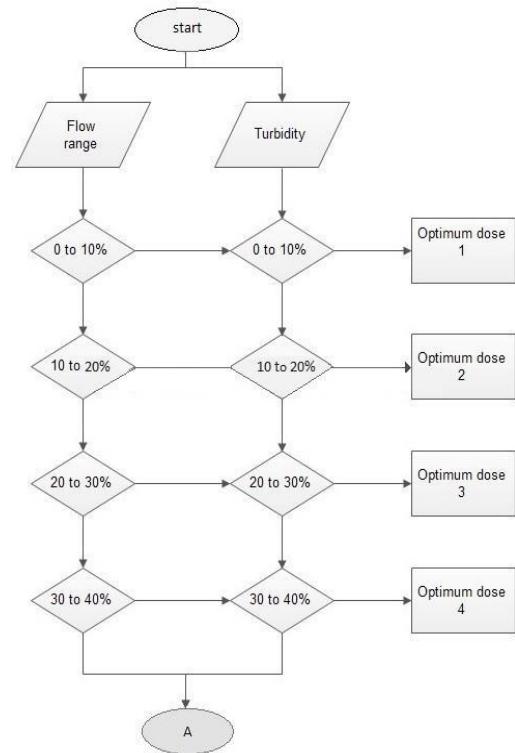 start
Flow
range
Turbidity
0 to 10%
0 to 10%
Optimum dose
1
10 to 20%
10 to 20%
Optimum dose
2
20 to 30%
20 to 30%
Optimum dose
3
30 to 40%
30 to 40%
Optimum dose
4
A